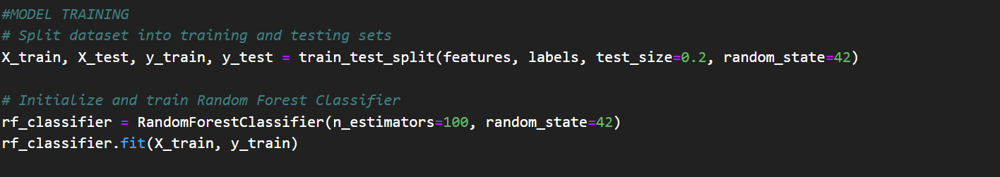 #MODEL TRAINING
# Split dataset into training and testing sets
X_train, X_test, y_train, y_test = train_test_split(features, labels, test_size=0.2, random_state=42)
# Initialize and train Random Forest Classifier
rf_classifier = RandomForestClassifier(n_estimators=100, random_state=42)
rf_classifier.fit(X_train, y_train)